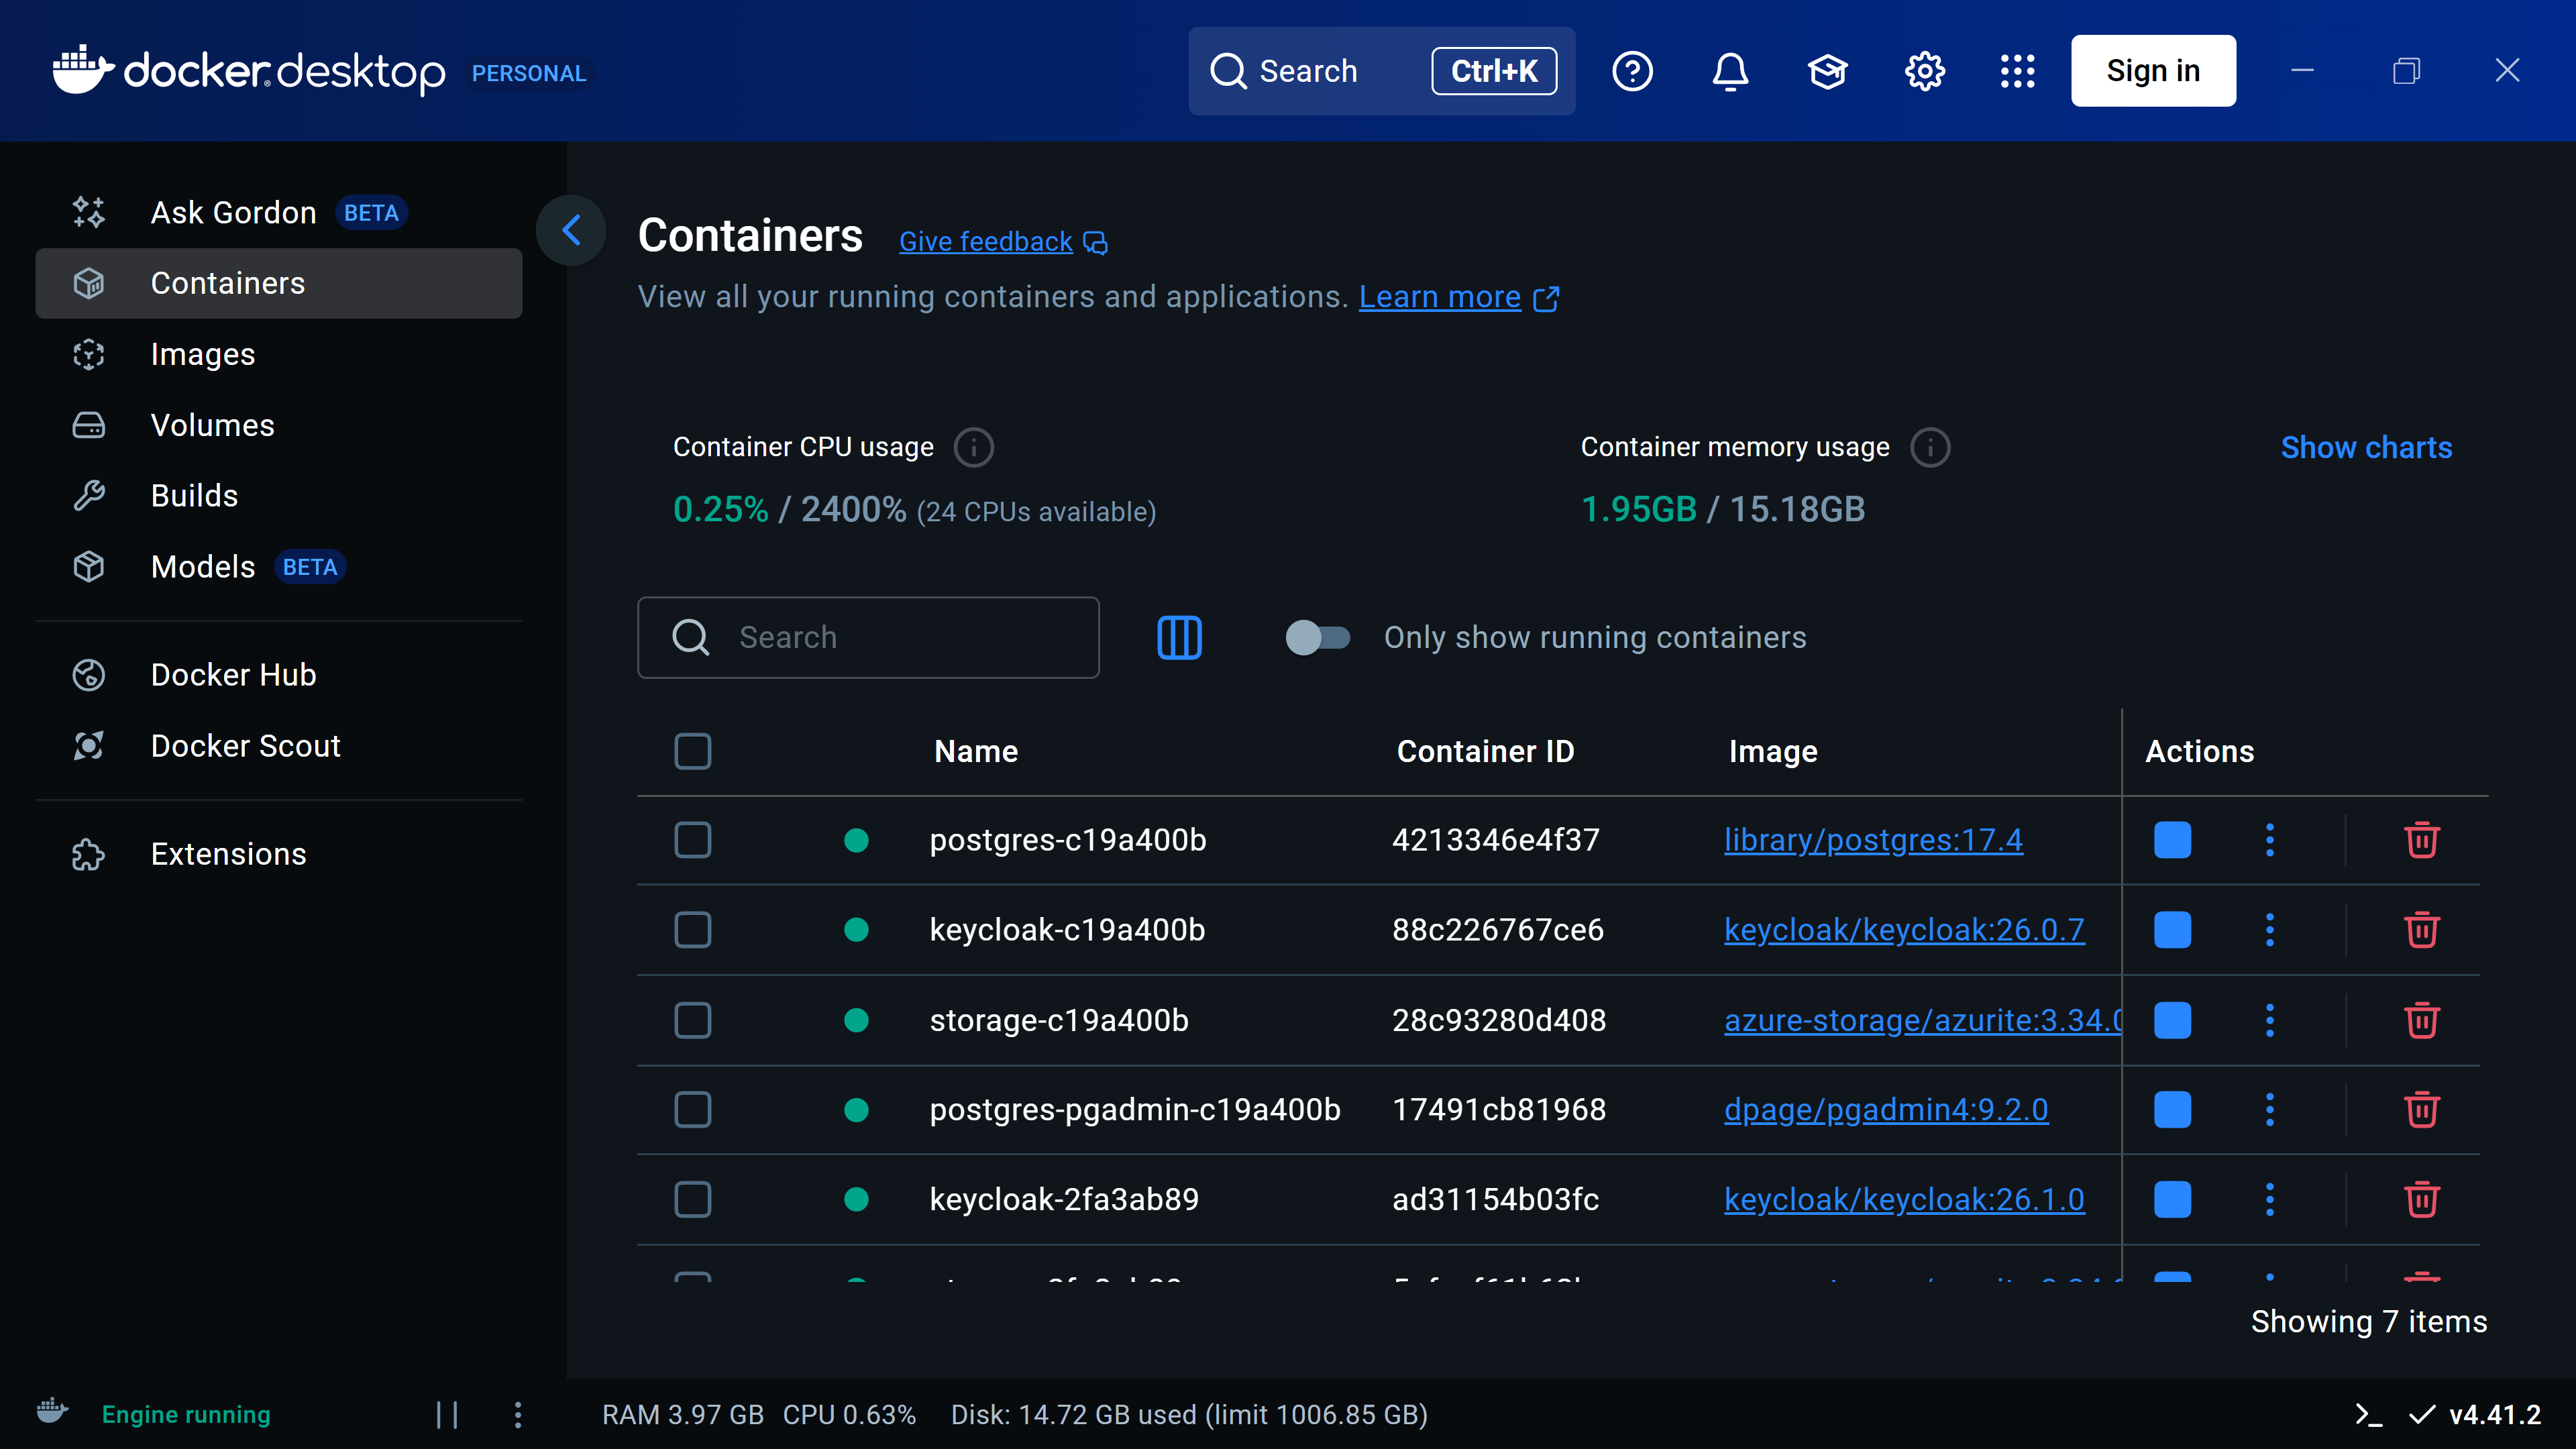 docker desktop PERSONAL
Search Ctrl+K
Sign in
Ask Gordon BETA
Containers
Images
Volumes
Builds
Models BETA
Docker Hub
Docker Scout
Extensions
Containers Give feedback
View all your running containers and applications. Learn more
Container CPU usage
0.25% / 2400% (24 CPUs available)
Container memory usage
1.95GB / 15.18GB
Show charts
Search
Only show running containers
Name Container ID Image Actions
postgres-c19a400b 4213346e4f37 library/postgres:17.4
keycloak-c19a400b 88c226767ce6 keycloak/keycloak:26.0.7
storage-c19a400b 28c93280d408 azure-storage/azurite:3.34.0
postgres-pgadmin-c19a400b 17491cb81968 dpage/pgadmin4:9.2.0
keycloak-2fa3ab89 ad31154b03fc keycloak/keycloak:26.1.0
Showing 7 items
Engine running
RAM 3.97 GB CPU 0.63% Disk: 14.72 GB used (limit 1006.85 GB)
v4.41.2